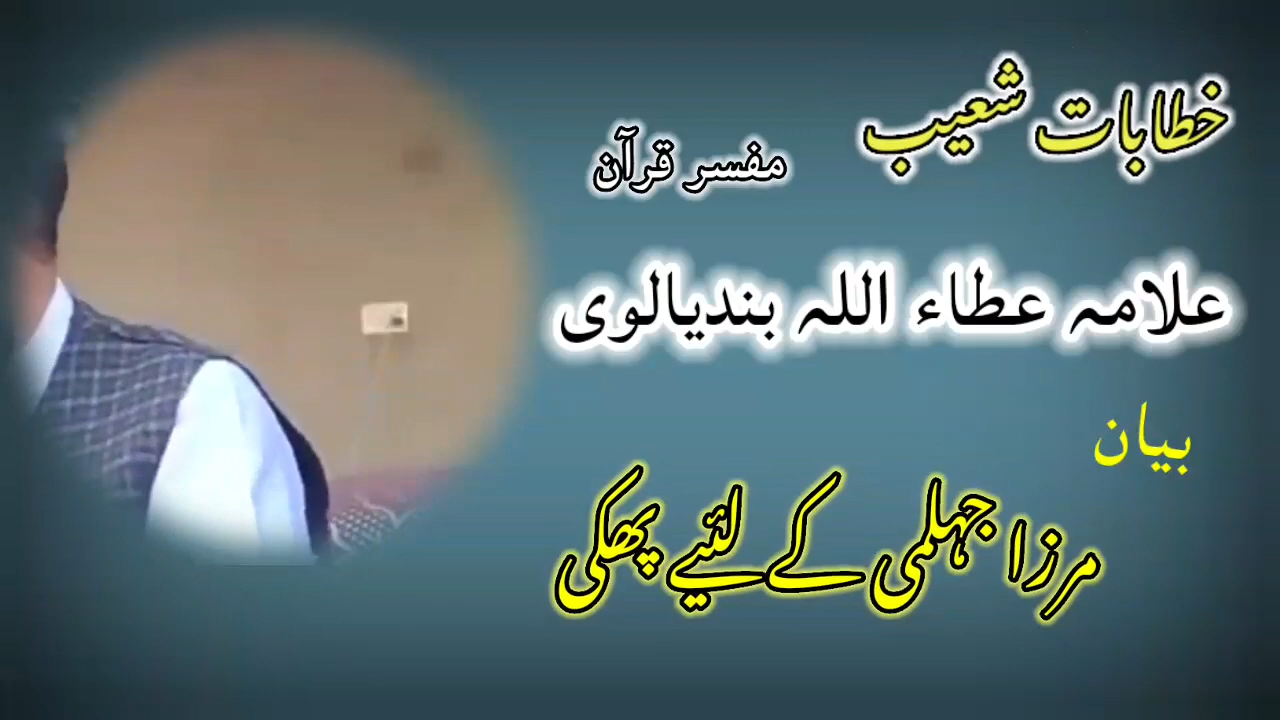 خطابات شعیب
مفسر قرآن
علامہ عطاء اللہ بندیالوی
بیان
مرزا جہلمی کے لئیے پھکی